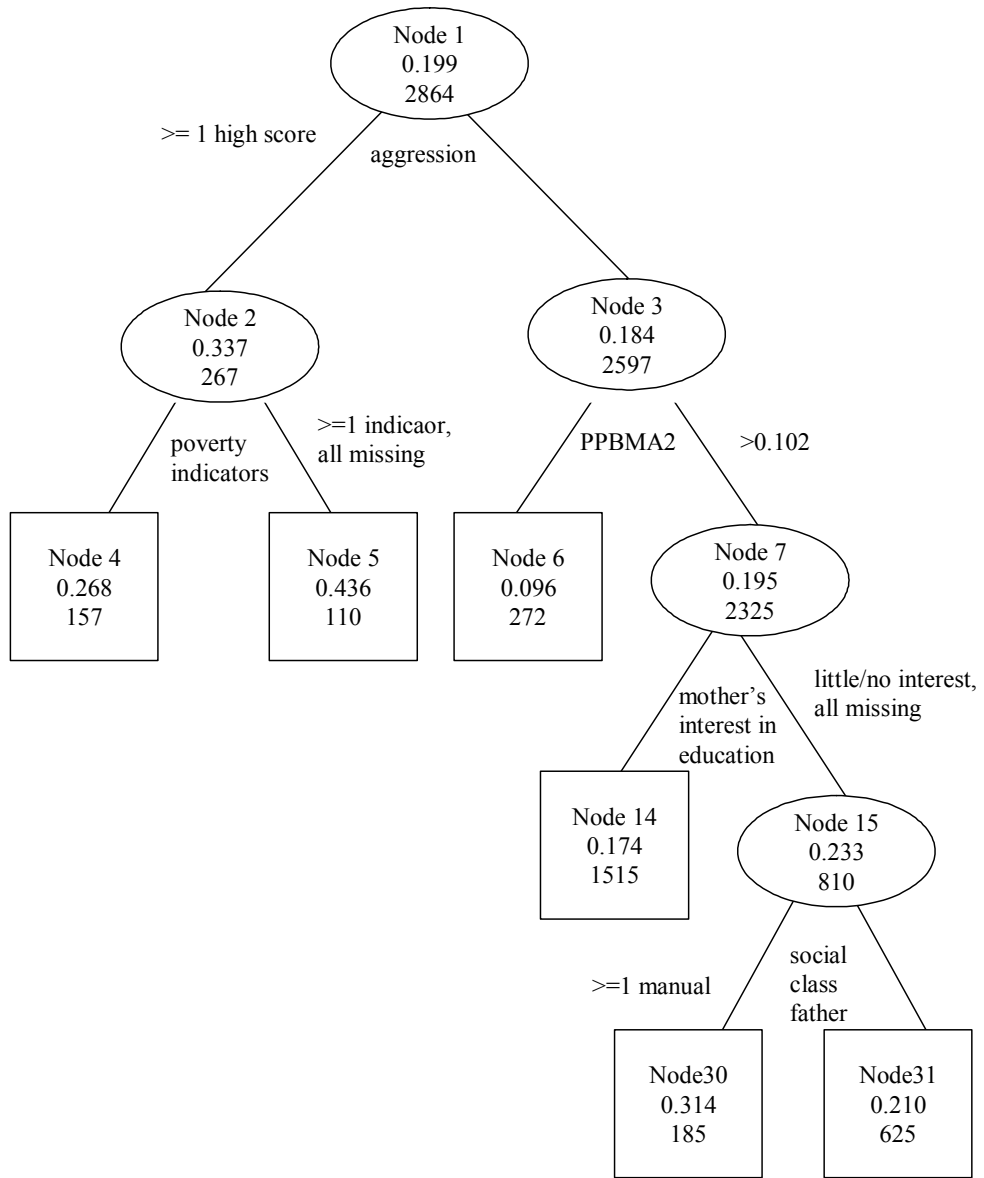 Node 1
0.199
2864
>= 1 high score
aggression
Node 2
0.337
267
Node 3
0.184
2597
poverty
indicators
>=1 indicaor,
all missing
PPBMA2
>0.102
Node 4
0.268
157
Node 5
0.436
110
Node 6
0.096
272
Node 7
0.195
2325
mother’s
interest in
education
little/no interest,
all missing
Node 14
0.174
1515
Node 15
0.233
810
>=1 manual
social
class
father
Node30
0.314
185
Node31
0.210
625